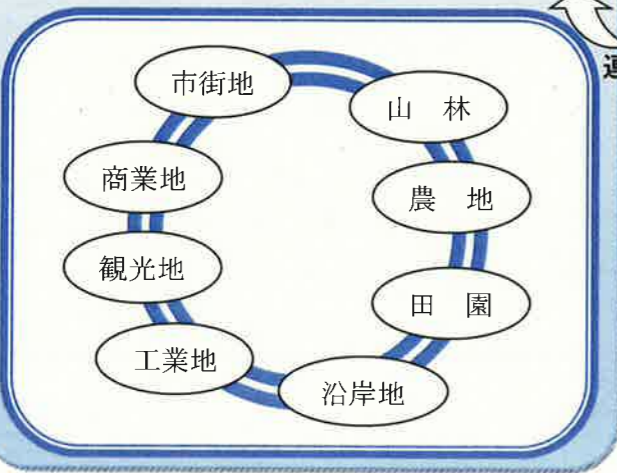 連
市街地
山　林
商業地
農　地
観光地
田　園
工業地
沿岸地